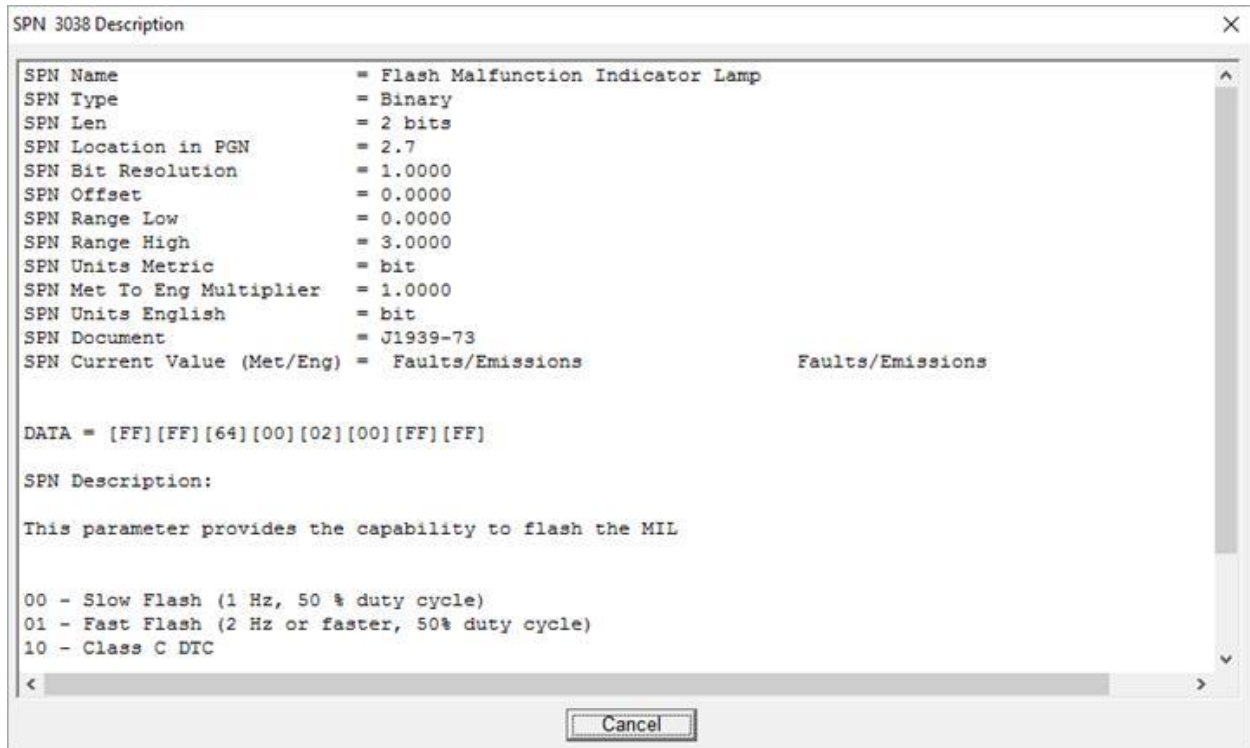 SPN 3038 Description
SPN Name = Flash Malfunction Indicator Lamp
SPN Type = Binary
SPN Len = 2 bits
SPN Location in PGN = 2.7
SPN Bit Resolution = 1.0000
SPN Offset = 0.0000
SPN Range Low = 0.0000
SPN Range High = 3.0000
SPN Units Metric = bit
SPN Met To Eng Multiplier = 1.0000
SPN Units English = bit
SPN Document = J1939-73
SPN Current Value (Met/Eng) = Faults/Emissions Faults/Emissions
DATA = [FF][FF][64][00][02][00][FF][FF]
SPN Description:
This parameter provides the capability to flash the MIL
00 - Slow Flash (1 Hz, 50 % duty cycle)
01 - Fast Flash (2 Hz or faster, 50% duty cycle)
10 - Class C DTC
Cancel